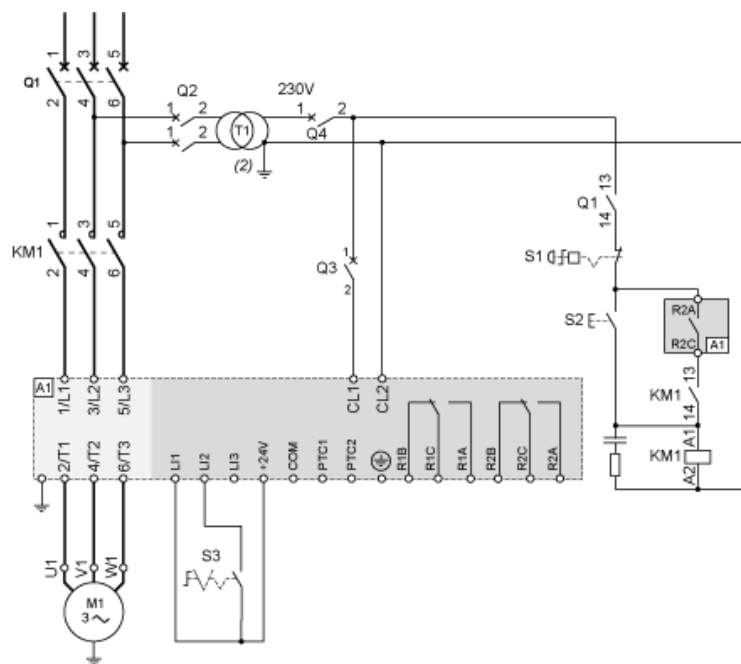 1 3 5
Q1
2 4 6
Q2
1 2
2
T1
(2)
230V
1 2
Q4
13
Q1
14
S1
1 3 5
KM1
2 4 6
1
Q3
2
S2
R2A
R2C
A1
13
KM1
14
A1
KM1
A2
A1
1/L1 3/L2 5/L3 CL1 CL2
2/T1 4/T2 6/T3 LI1 LI2 LI3 +24V COM PTC1 PTC2 R1B R1C R1A R2B R2C R2A
S3
U1 V1 W1
M1
3